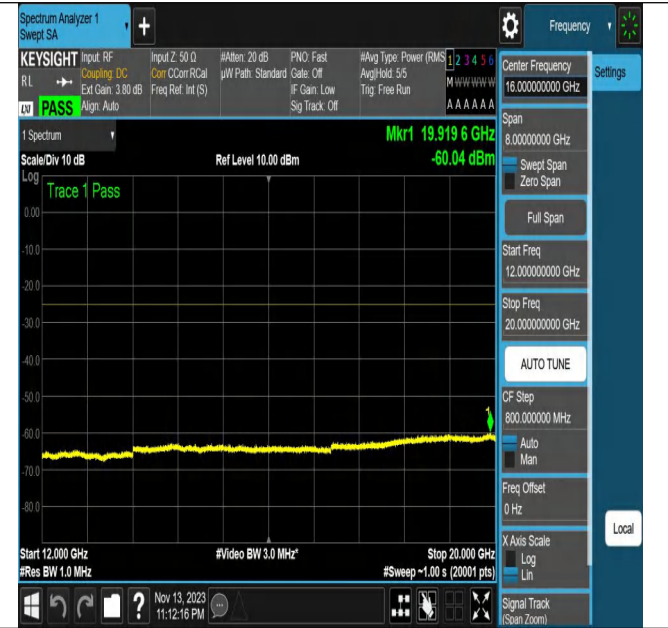 Spectrum Analyzer 1
Swept SA
+
Frequency
KEYSIGHT
RL
LXI PASS
Input: RF
Coupling: DC
Ext Gain: 3.80 dB
Align: Auto
Input Z: 50 Ω
Corr CCorr RCal
Freq Ref: Int (S)
#Atten: 20 dB
µW Path: Standard
PNO: Fast
Gate: Off
IF Gain: Low
Sig Track: Off
#Avg Type: Power (RMS
Avg|Hold: 5/5
Trig: Free Run
1 2 3 4 5 6
M W W W W W
A A A A A A
1 Spectrum
Scale/Div 10 dB
Ref Level 10.00 dBm
Mkr1 19.919 6 GHz
-60.04 dBm
Log
Trace 1 Pass
0.00
-10.0
-20.0
-30.0
-40.0
-50.0
-60.0
-70.0
-80.0
1
Start 12.000 GHz
#Res BW 1.0 MHz
#Video BW 3.0 MHz*
Stop 20.000 GHz
#Sweep ~1.00 s (20001 pts)
?
Nov 13, 2023
11:12:16 PM
Center Frequency
16.000000000 GHz
Settings
Span
8.00000000 GHz
Swept Span
Zero Span
Full Span
Start Freq
12.000000000 GHz
Stop Freq
20.000000000 GHz
AUTO TUNE
CF Step
800.000000 MHz
Auto
Man
Freq Offset
0 Hz
X Axis Scale
Log
Lin
Signal Track
(Span Zoom)
Local